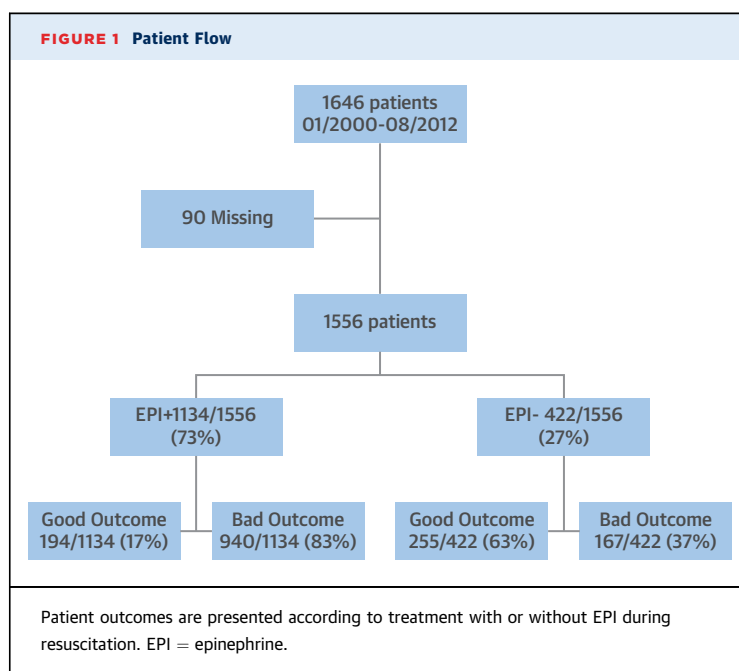 FIGURE 1 Patient Flow
1646 patients
01/2000-08/2012
90 Missing
1556 patients
EPI+1134/1556
(73%)
EPI- 422/1556
(27%)
Good Outcome
194/1134 (17%)
Bad Outcome
940/1134 (83%)
Good Outcome
255/422 (63%)
Bad Outcome
167/422 (37%)
Patient outcomes are presented according to treatment with or without EPI during
resuscitation. EPI = epinephrine.